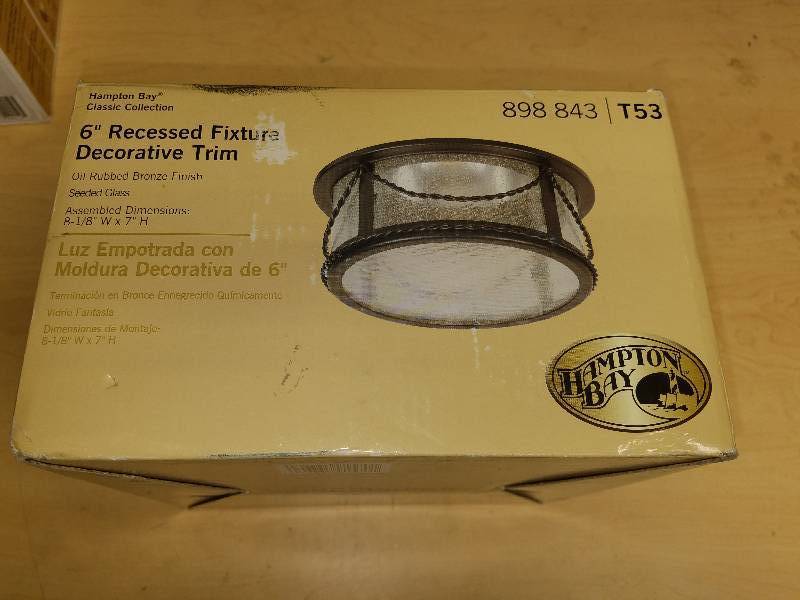 Hampton Bay®
Classic Collection
898 843 | T53
6" Recessed Fixture
Decorative Trim
Oil Rubbed Bronze Finish
Seeded Glass
Assembled Dimensions:
8-1/8" W x 7" H
Luz Empotrada con
Moldura Decorativa de 6"
Terminación en Bronce Ennegrecido Químicamente
Vidrio Fantasía
Dimensiones de Montaje:
8-1/8" W x 7" H
HAMPTON
BAY